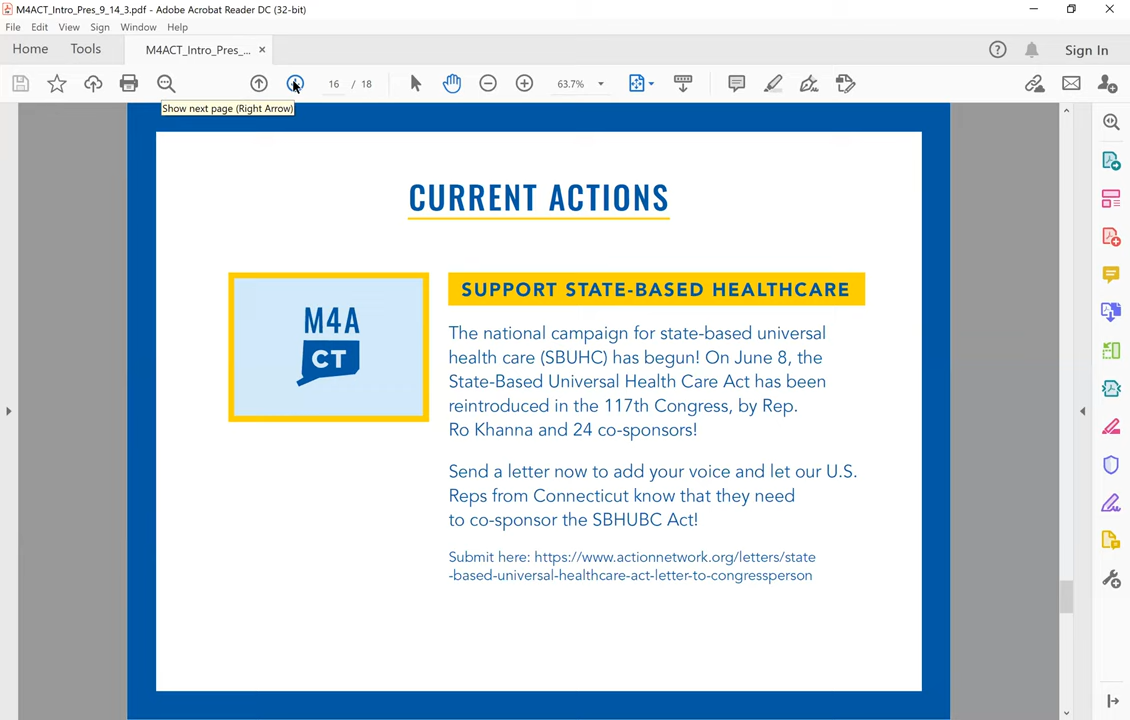 M4ACT_Intro_Pres_9_14_3.pdf - Adobe Acrobat Reader DC (32-bit)
File Edit View Sign Window Help
Home Tools M4ACT_Intro_Pres_... × Sign In
16 / 18 63.7%
Show next page (Right Arrow)
CURRENT ACTIONS
M4A
CT
SUPPORT STATE-BASED HEALTHCARE
The national campaign for state-based universal
health care (SBUHC) has begun! On June 8, the
State-Based Universal Health Care Act has been
reintroduced in the 117th Congress, by Rep.
Ro Khanna and 24 co-sponsors!
Send a letter now to add your voice and let our U.S.
Reps from Connecticut know that they need
to co-sponsor the SBHUBC Act!
Submit here: https://www.actionnetwork.org/letters/state
-based-universal-healthcare-act-letter-to-congressperson